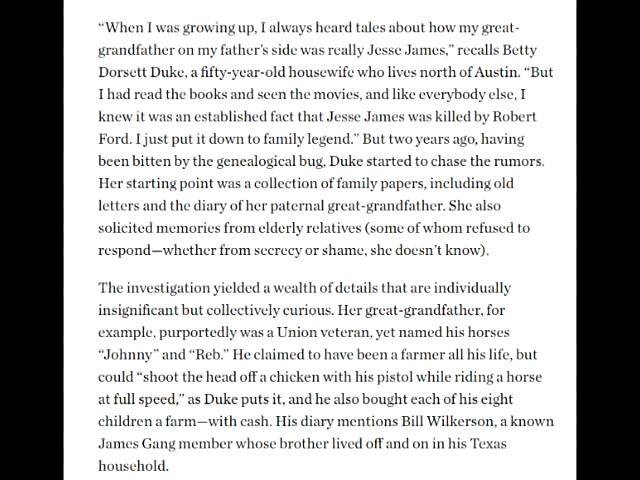 “When I was growing up, I always heard tales about how my great-
grandfather on my father’s side was really Jesse James,” recalls Betty
Dorsett Duke, a fifty-year-old housewife who lives north of Austin. “But
I had read the books and seen the movies, and like everybody else, I
knew it was an established fact that Jesse James was killed by Robert
Ford. I just put it down to family legend.” But two years ago, having
been bitten by the genealogical bug, Duke started to chase the rumors.
Her starting point was a collection of family papers, including old
letters and the diary of her paternal great-grandfather. She also
solicited memories from elderly relatives (some of whom refused to
respond—whether from secrecy or shame, she doesn’t know).
The investigation yielded a wealth of details that are individually
insignificant but collectively curious. Her great-grandfather, for
example, purportedly was a Union veteran, yet named his horses
“Johnny” and “Reb.” He claimed to have been a farmer all his life, but
could “shoot the head off a chicken with his pistol while riding a horse
at full speed,” as Duke puts it, and he also bought each of his eight
children a farm—with cash. His diary mentions Bill Wilkerson, a known
James Gang member whose brother lived off and on in his Texas
household.